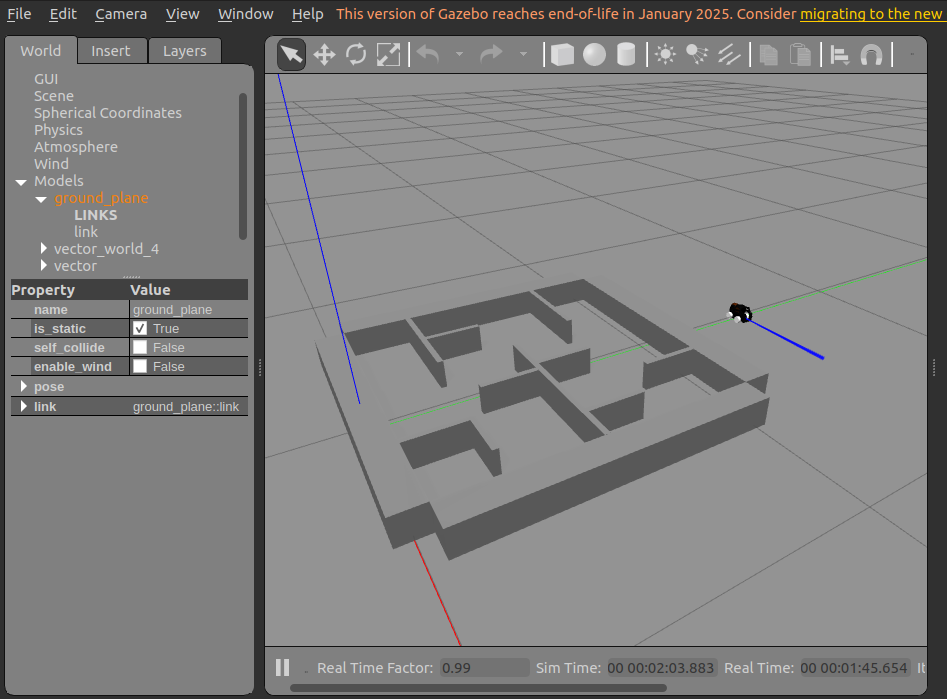 File Edit Camera View Window Help This version of Gazebo reaches end-of-life in January 2025. Consider migrating to the new
World Insert Layers
GUI
Scene
Spherical Coordinates
Physics
Atmosphere
Wind
Models
ground_plane
LINKS
link
vector_world_4
vector
Property Value
name ground_plane
is_static True
self_collide False
enable_wind False
pose
link ground_plane::link
Real Time Factor: 0.99 Sim Time: 00 00:02:03.883 Real Time: 00 00:01:45.654 It